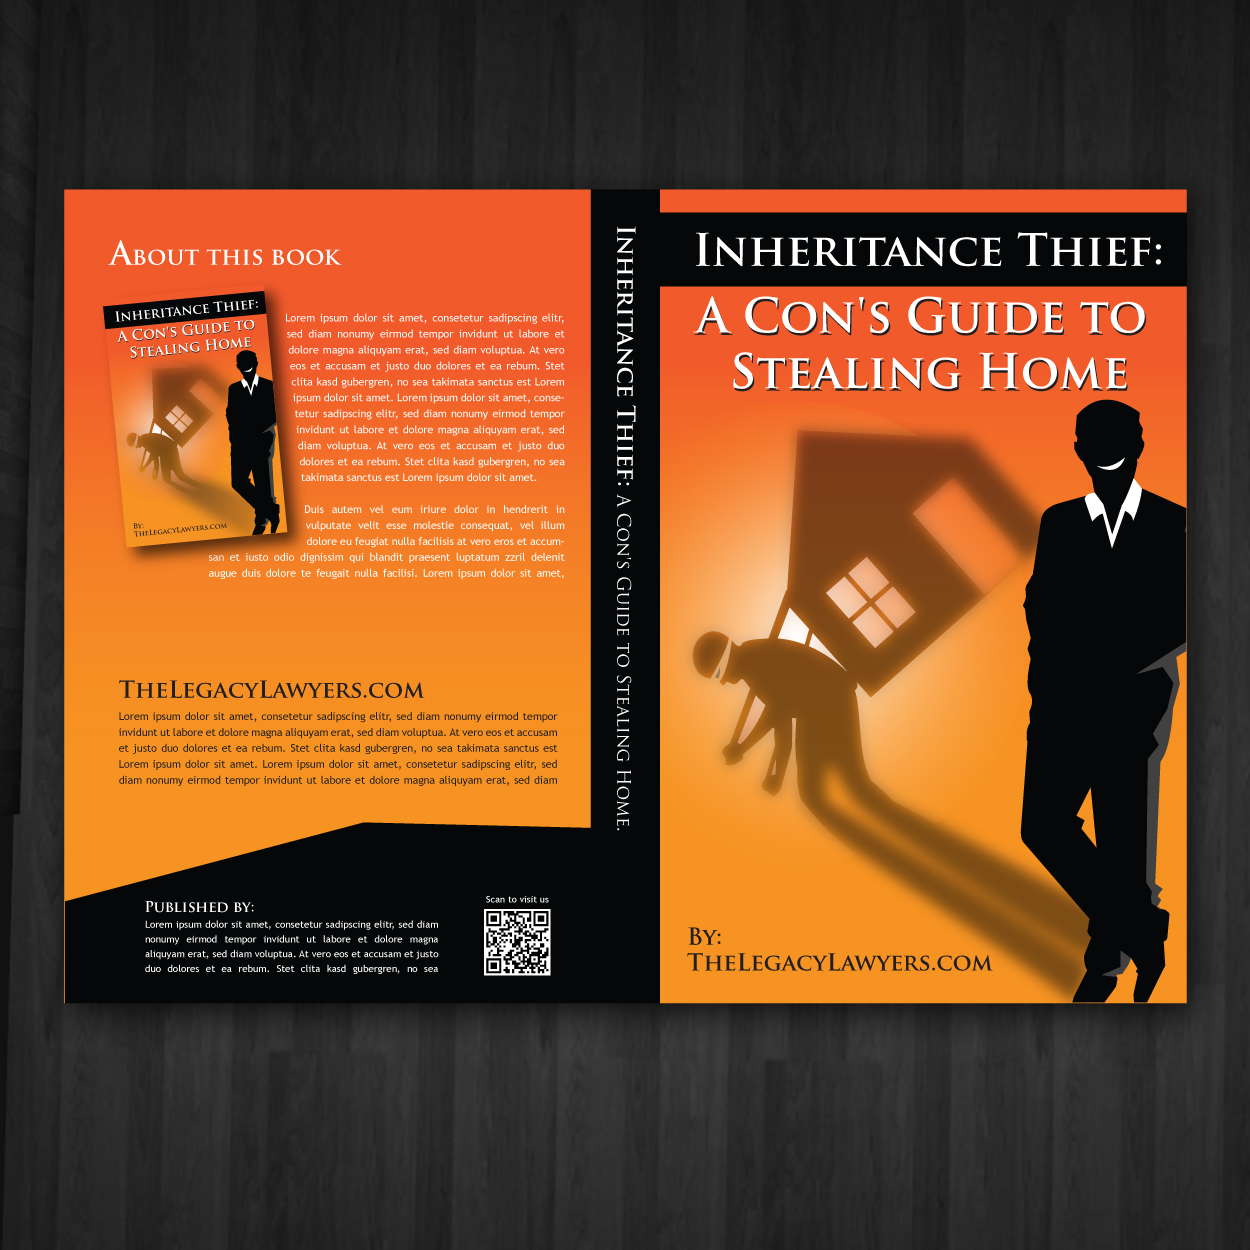 About this book
Inheritance Thief:
A Con's Guide to
Stealing Home
By:
TheLegacyLawyers.com
Lorem ipsum dolor sit amet, consetetur sadipscing elitr,
sed diam nonumy eirmod tempor invidunt ut labore et
dolore magna aliquyam erat, sed diam voluptua. At vero
eos et accusam et justo duo dolores et ea rebum. Stet
clita kasd gubergren, no sea takimata sanctus est Lorem
ipsum dolor sit amet. Lorem ipsum dolor sit amet, conse-
tetur sadipscing elitr, sed diam nonumy eirmod tempor
invidunt ut labore et dolore magna aliquyam erat, sed
diam voluptua. At vero eos et accusam et justo duo
dolores et ea rebum. Stet clita kasd gubergren, no sea
takimata sanctus est Lorem ipsum dolor sit amet.
Duis autem vel eum iriure dolor in hendrerit in
vulputate velit esse molestie consequat, vel illum
dolore eu feugiat nulla facilisis at vero eros et accum-
san et iusto odio dignissim qui blandit praesent luptatum zzril delenit
augue duis dolore te feugait nulla facilisi. Lorem ipsum dolor sit amet,
TheLegacyLawyers.com
Lorem ipsum dolor sit amet, consetetur sadipscing elitr, sed diam nonumy eirmod tempor
invidunt ut labore et dolore magna aliquyam erat, sed diam voluptua. At vero eos et accusam
et justo duo dolores et ea rebum. Stet clita kasd gubergren, no sea takimata sanctus est
Lorem ipsum dolor sit amet. Lorem ipsum dolor sit amet, consetetur sadipscing elitr, sed
diam nonumy eirmod tempor invidunt ut labore et dolore magna aliquyam erat, sed diam
Published by:
Lorem ipsum dolor sit amet, consetetur sadipscing elitr, sed diam
nonumy eirmod tempor invidunt ut labore et dolore magna
aliquyam erat, sed diam voluptua. At vero eos et accusam et justo
duo dolores et ea rebum. Stet clita kasd gubergren, no sea
Scan to visit us
Inheritance Thief: A Con's Guide to Stealing Home.
Inheritance Thief:
A Con's Guide to
Stealing Home
By:
TheLegacyLawyers.com